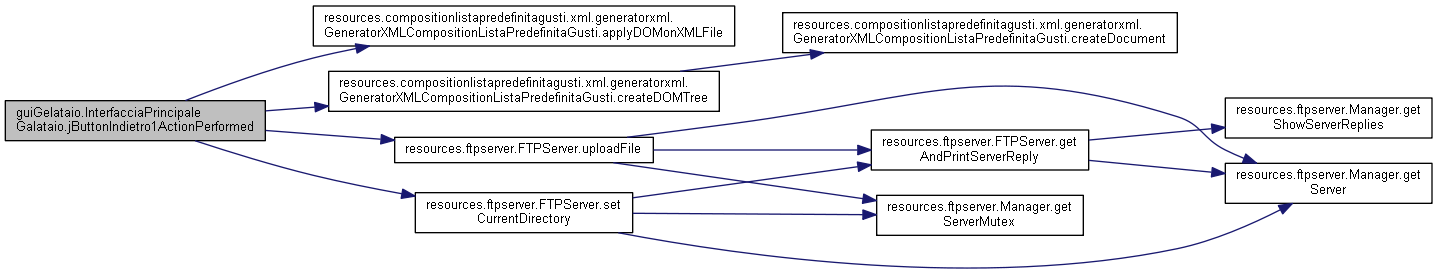 resources.compositionlistapredefinitagusti.xml.generatorxml.
GeneratorXMLCompositionListaPredefinitaGusti.applyDOMonXMLFile
resources.compositionlistapredefinitagusti.xml.generatorxml.
GeneratorXMLCompositionListaPredefinitaGusti.createDocument
resources.compositionlistapredefinitagusti.xml.generatorxml.
GeneratorXMLCompositionListaPredefinitaGusti.createDOMTree
guiGelataio.InterfacciaPrincipale
Galataio.jButtonIndietro1ActionPerformed
resources.ftpserver.FTPServer.uploadFile
resources.ftpserver.FTPServer.get
AndPrintServerReply
resources.ftpserver.Manager.get
ShowServerReplies
resources.ftpserver.Manager.get
Server
resources.ftpserver.FTPServer.set
CurrentDirectory
resources.ftpserver.Manager.get
ServerMutex